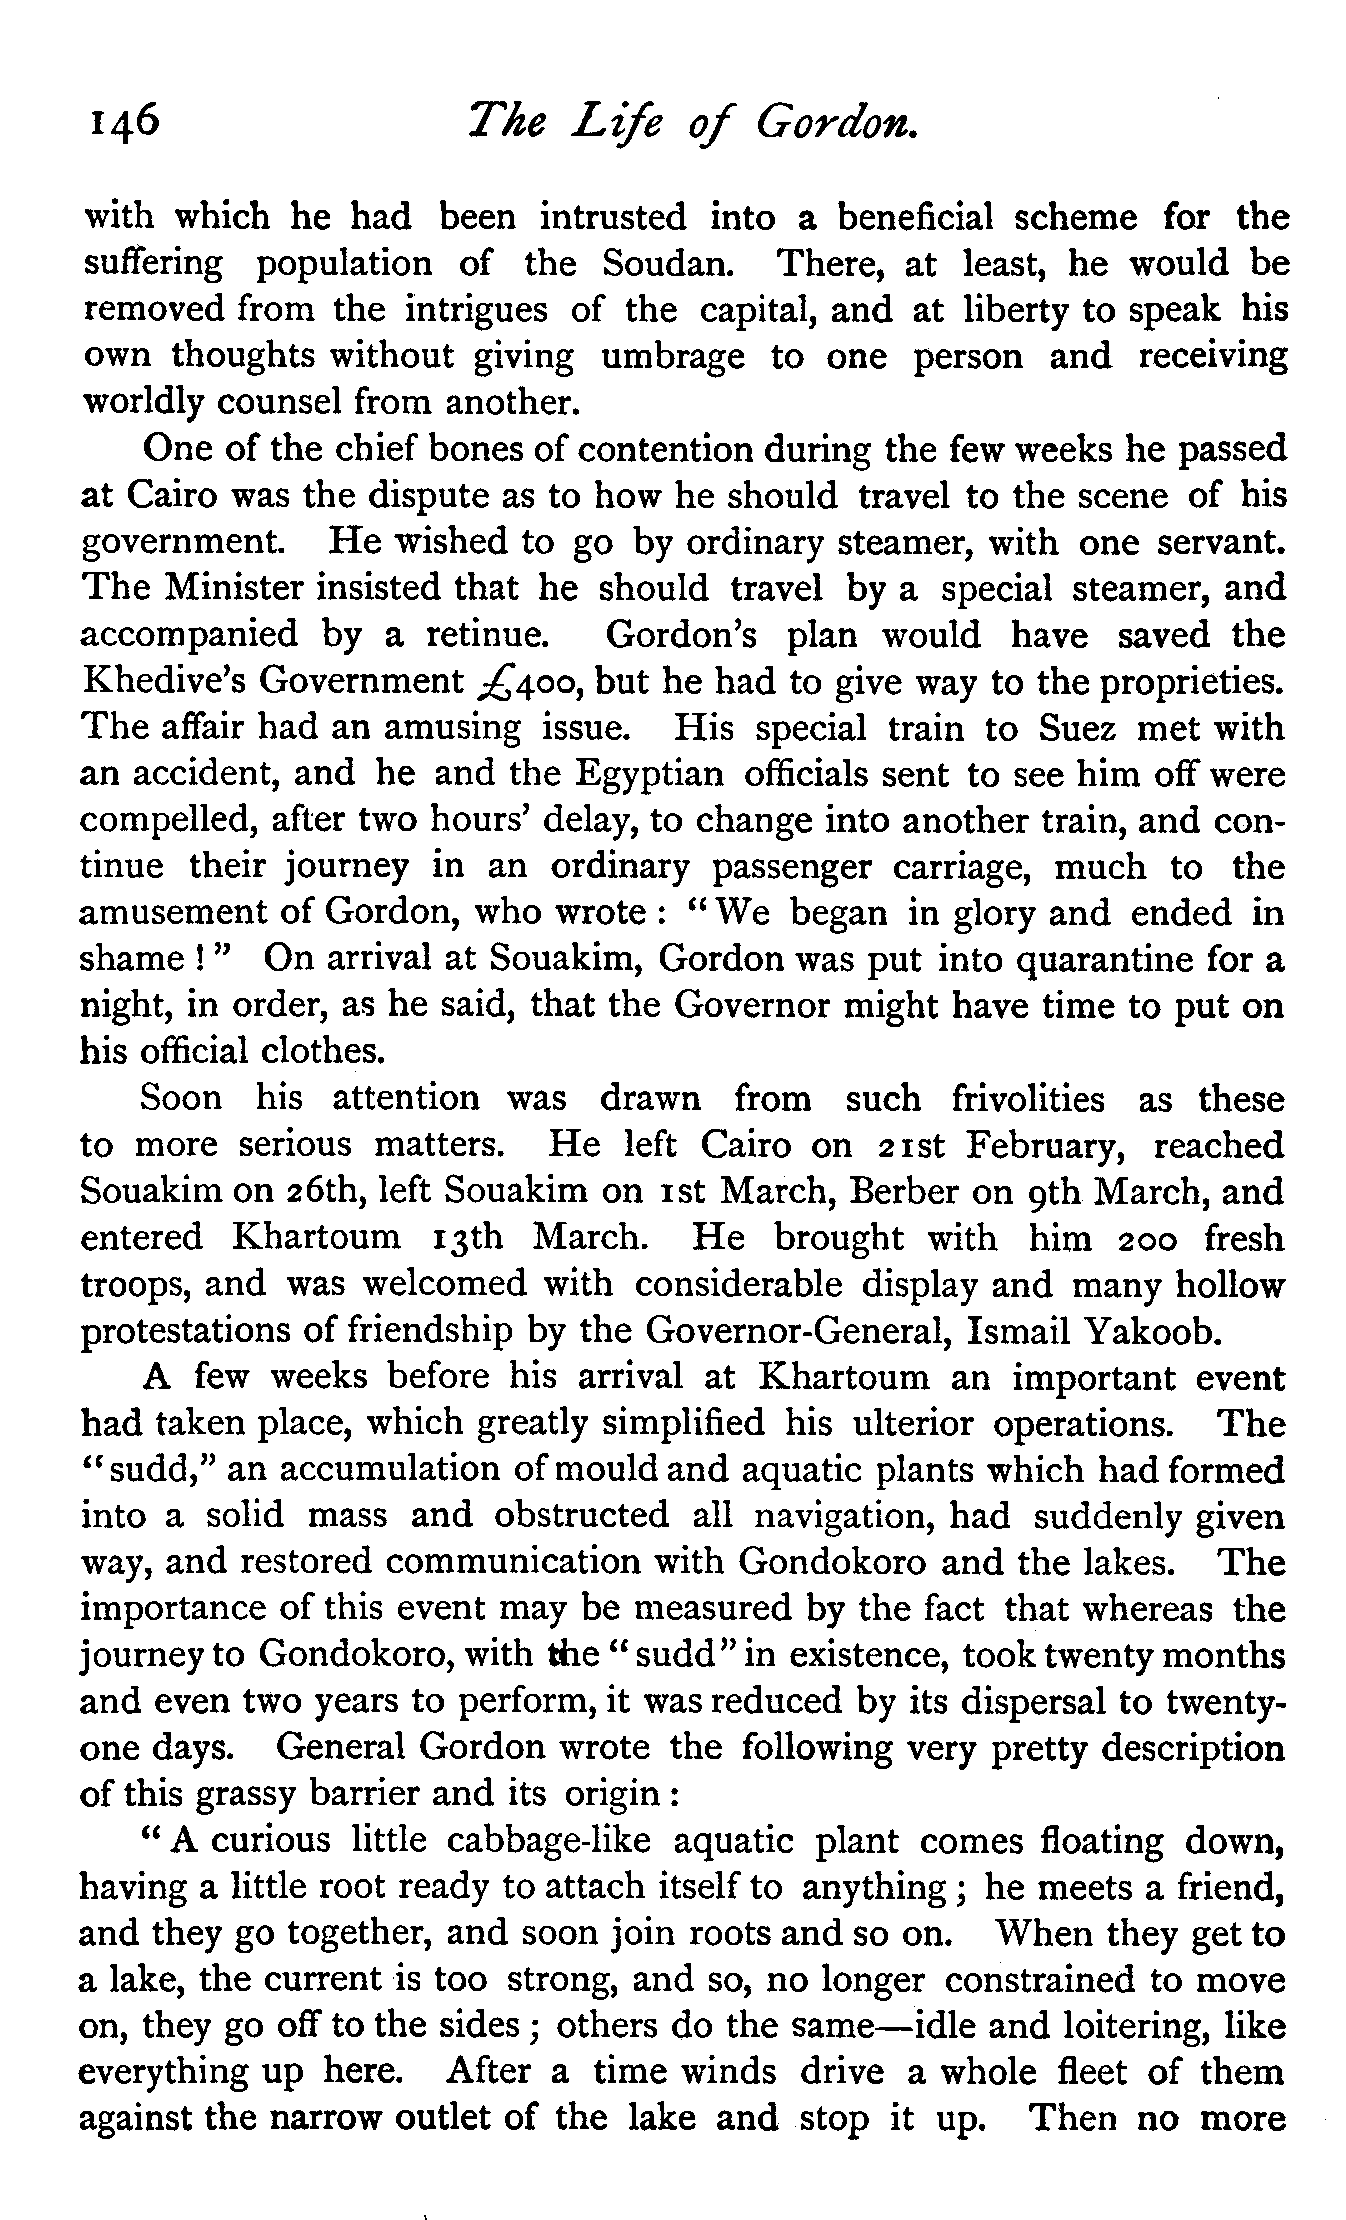 146 The Life of Gordon.
with which he had been intrusted into a beneficial scheme for the
suffering population of the Soudan. There, at least, he would be
removed from the intrigues of the capital, and at liberty to speak his
own thoughts without giving umbrage to one person and receiving
worldly counsel from another.
One of the chief bones of contention during the few weeks he passed
at Cairo was the dispute as to how he should travel to the scene of his
government. He wished to go by ordinary steamer, with one servant.
The Minister insisted that he should travel by a special steamer, and
accompanied by a retinue. Gordon's plan would have saved the
Khedive's Government £400, but he had to give way to the proprieties.
The affair had an amusing issue. His special train to Suez met with
an accident, and he and the Egyptian officials sent to see him off were
compelled, after two hours' delay, to change into another train, and con-
tinue their journey in an ordinary passenger carriage, much to the
amusement of Gordon, who wrote : “ We began in glory and ended in
shame ! ” On arrival at Souakim, Gordon was put into quarantine for a
night, in order, as he said, that the Governor might have time to put on
his official clothes.
Soon his attention was drawn from such frivolities as these
to more serious matters. He left Cairo on 21st February, reached
Souakim on 26th, left Souakim on 1st March, Berber on 9th March, and
entered Khartoum 13th March. He brought with him 200 fresh
troops, and was welcomed with considerable display and many hollow
protestations of friendship by the Governor-General, Ismail Yakoob.
A few weeks before his arrival at Khartoum an important event
had taken place, which greatly simplified his ulterior operations. The
“ sudd,” an accumulation of mould and aquatic plants which had formed
into a solid mass and obstructed all navigation, had suddenly given
way, and restored communication with Gondokoro and the lakes. The
importance of this event may be measured by the fact that whereas the
journey to Gondokoro, with the “ sudd ” in existence, took twenty months
and even two years to perform, it was reduced by its dispersal to twenty-
one days. General Gordon wrote the following very pretty description
of this grassy barrier and its origin :
“ A curious little cabbage-like aquatic plant comes floating down,
having a little root ready to attach itself to anything ; he meets a friend,
and they go together, and soon join roots and so on. When they get to
a lake, the current is too strong, and so, no longer constrained to move
on, they go off to the sides ; others do the same—idle and loitering, like
everything up here. After a time winds drive a whole fleet of them
against the narrow outlet of the lake and stop it up. Then no more